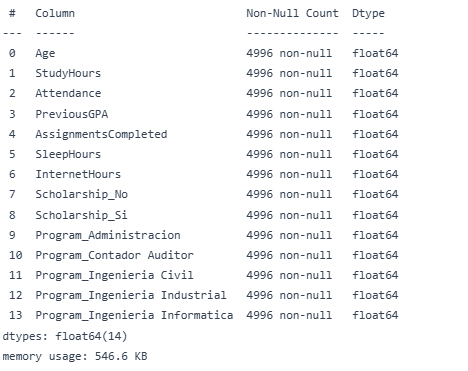 #   Column                          Non-Null Count  Dtype
---  ------                          --------------  -----
 0   Age                             4996 non-null   float64
 1   StudyHours                      4996 non-null   float64
 2   Attendance                      4996 non-null   float64
 3   PreviousGPA                     4996 non-null   float64
 4   AssignmentsCompleted            4996 non-null   float64
 5   SleepHours                      4996 non-null   float64
 6   InternetHours                   4996 non-null   float64
 7   Scholarship_No                  4996 non-null   float64
 8   Scholarship_Si                  4996 non-null   float64
 9   Program_Administracion          4996 non-null   float64
 10  Program_Contador Auditor        4996 non-null   float64
 11  Program_Ingenieria Civil        4996 non-null   float64
 12  Program_Ingenieria Industrial   4996 non-null   float64
 13  Program_Ingenieria Informatica  4996 non-null   float64
dtypes: float64(14)
memory usage: 546.6 KB